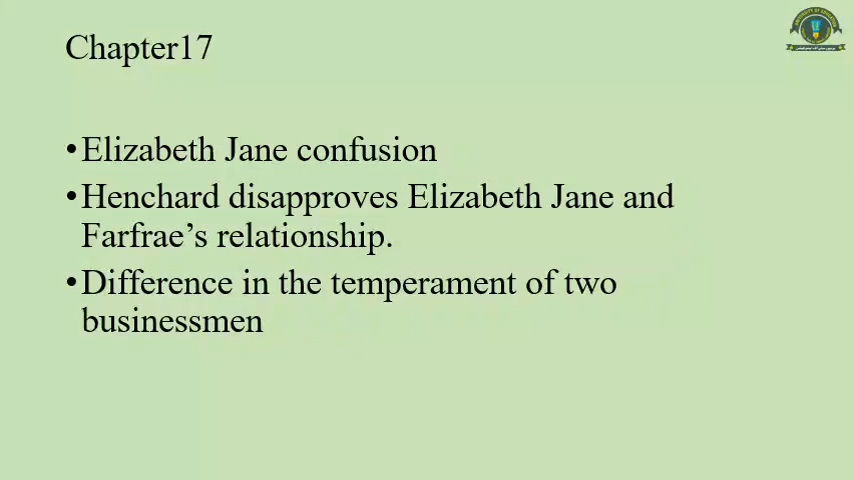 Chapter17
•Elizabeth Jane confusion
•Henchard disapproves Elizabeth Jane and
Farfrae’s relationship.
•Difference in the temperament of two
businessmen